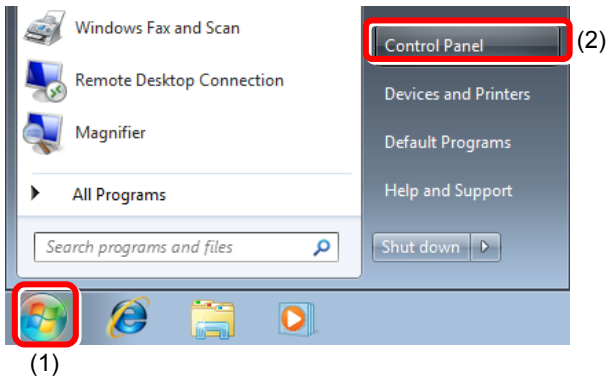 Windows Fax and Scan
Remote Desktop Connection
Magnifier
All Programs
Search programs and files
Control Panel
(2)
Devices and Printers
Default Programs
Help and Support
Shut down
(1)